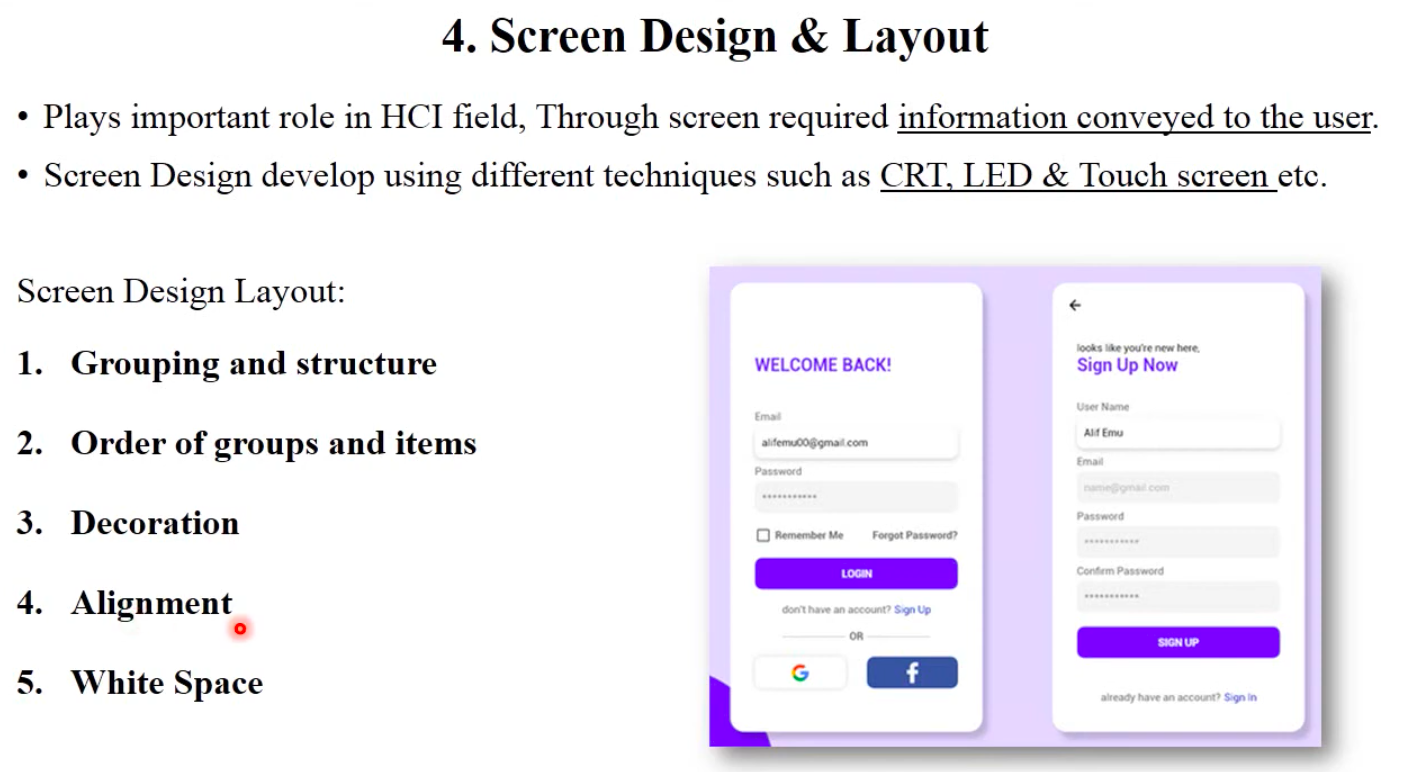 4. Screen Design & Layout
• Plays important role in HCI field, Through screen required information conveyed to the user.
• Screen Design develop using different techniques such as CRT, LED & Touch screen etc.
Screen Design Layout:
1. Grouping and structure
2. Order of groups and items
3. Decoration
4. Alignment
5. White Space
WELCOME BACK!
Email
alifemu00@gmail.com
Password
***********
Remember Me Forgot Password?
LOGIN
don't have an account? Sign Up
OR
G f
looks like you're new here,
Sign Up Now
User Name
Alif Emu
Email
name@gmail.com
Password
***********
Confirm Password
***********
SIGN UP
already have an account? Sign In